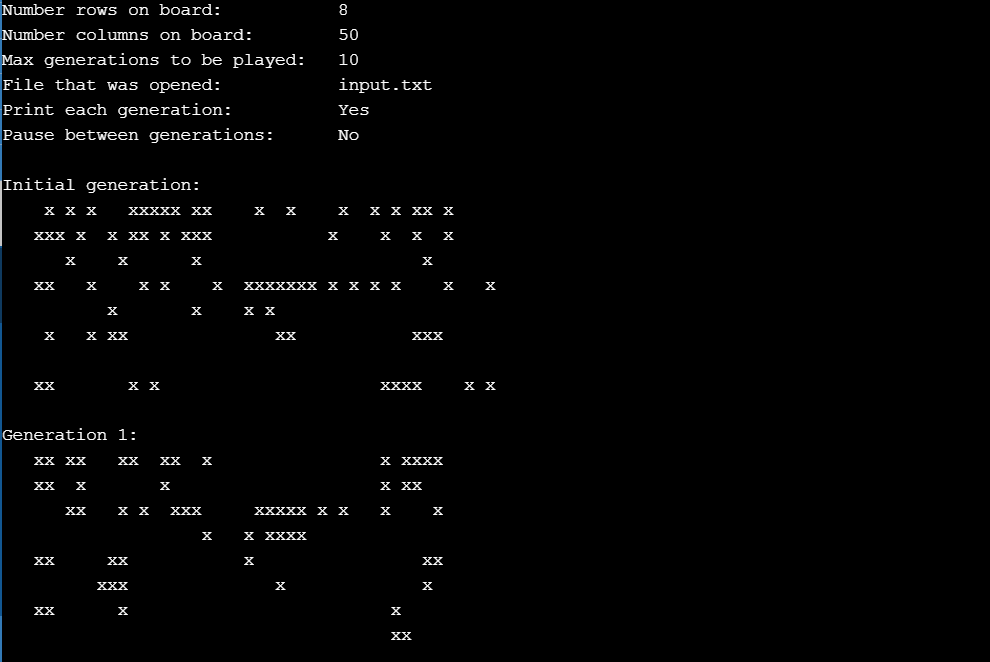 Number rows on board:           8
Number columns on board:        50
Max generations to be played:   10
File that was opened:           input.txt
Print each generation:          Yes
Pause between generations:      No

Initial generation:
    x x x   xxxxx xx    x  x    x  x x xx x
   xxx x  x xx x xxx           x    x  x  x
      x    x      x                     x
   xx   x    x x    x  xxxxxxx x x x x    x   x
          x       x    x x
    x   x xx              xx           xxx

   xx       x x                     xxxx    x x

Generation 1:
   xx xx   xx  xx  x                x xxxx
   xx  x       x                    x xx
      xx   x x  xxx     xxxxx x x   x    x
                   x   x xxxx
   xx     xx           x                xx
         xxx              x             x
   xx      x                         x
                                     xx